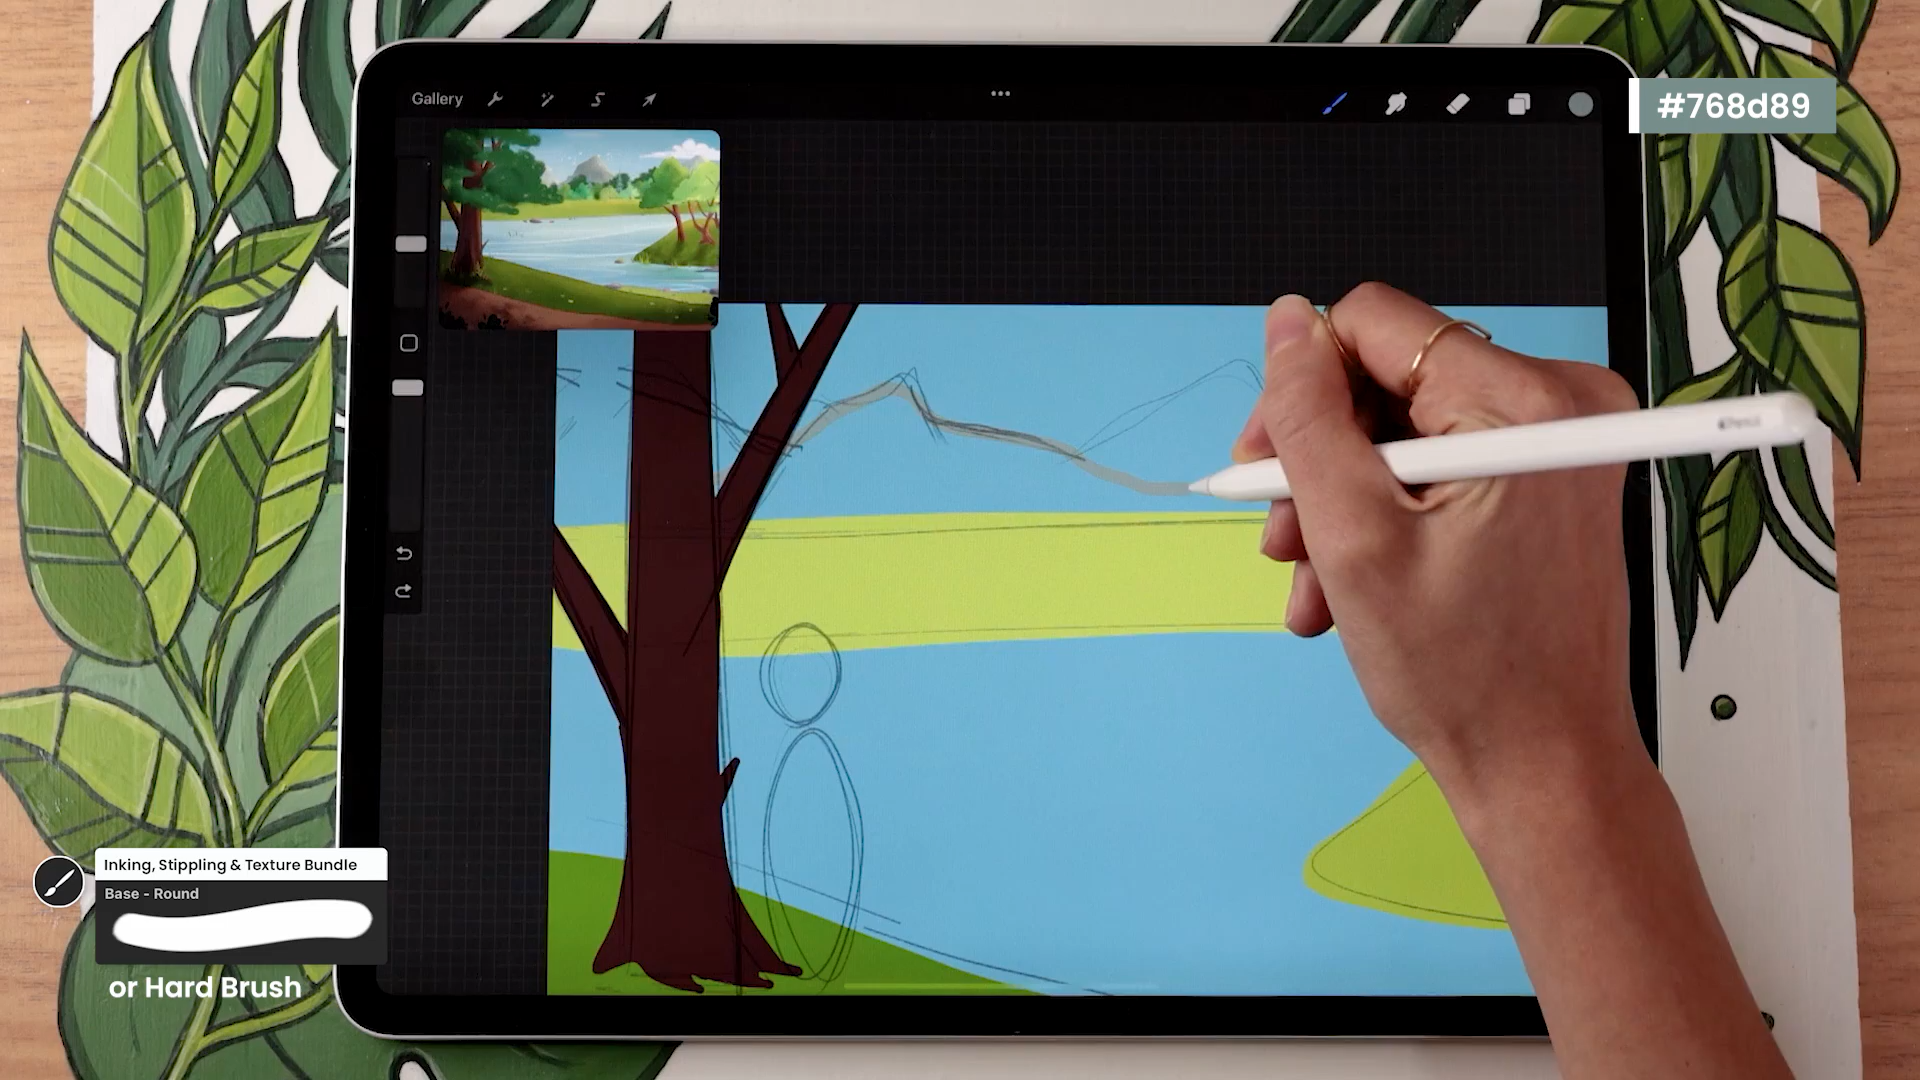 Gallery
#768d89
Inking, Stippling & Texture Bundle
Base - Round
or Hard Brush